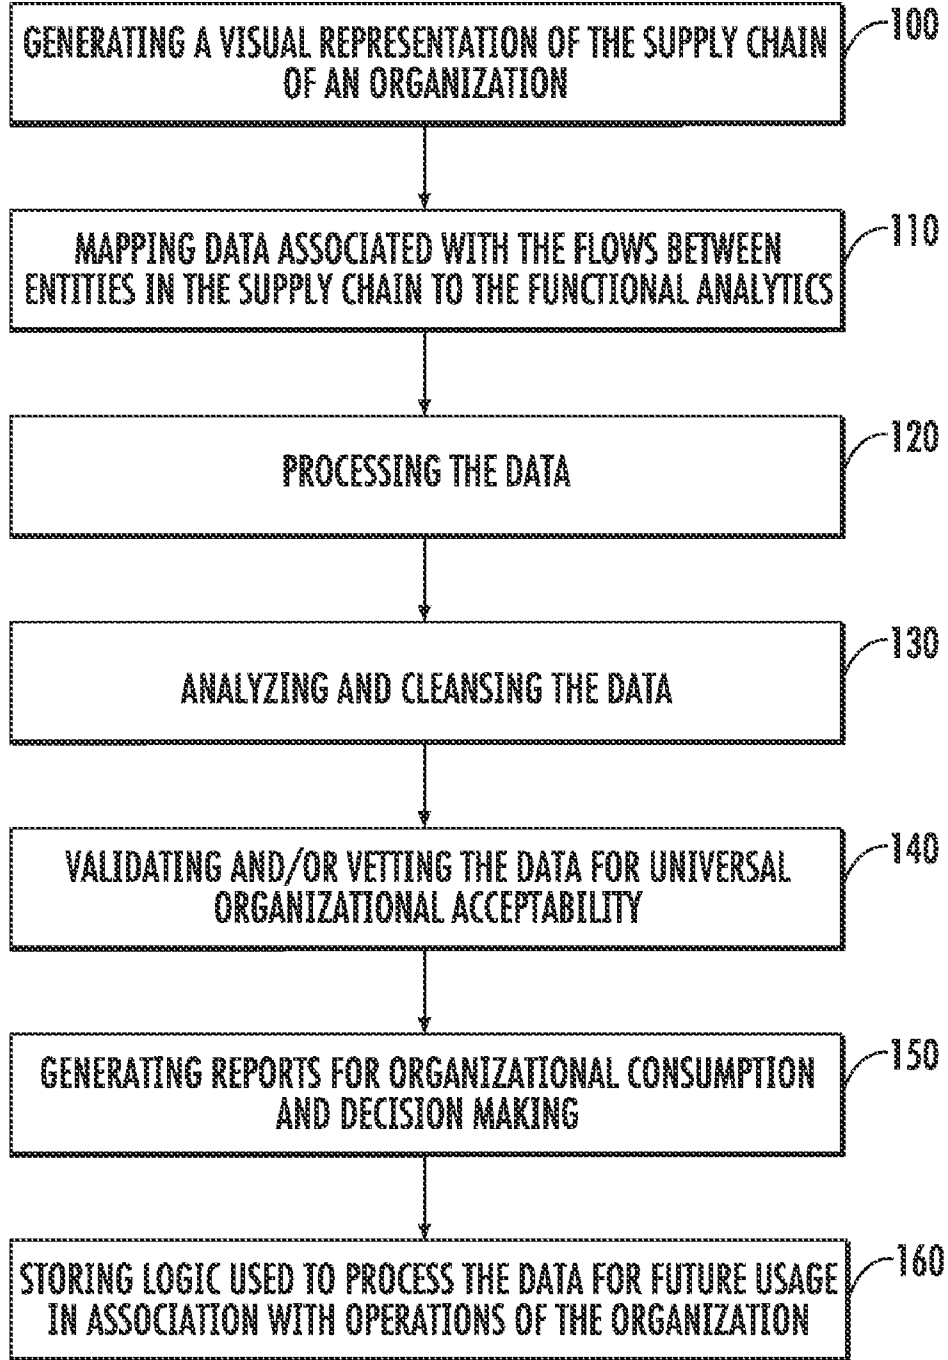 GENERATING A VISUAL REPRESENTATION OF THE SUPPLY CHAIN
OF AN ORGANIZATION
100
MAPPING DATA ASSOCIATED WITH THE FLOWS BETWEEN
ENTITIES IN THE SUPPLY CHAIN TO THE FUNCTIONAL ANALYTICS
110
PROCESSING THE DATA
120
ANALYZING AND CLEANSING THE DATA
130
VALIDATING AND/OR VETTING THE DATA FOR UNIVERSAL
ORGANIZATIONAL ACCEPTABILITY
140
GENERATING REPORTS FOR ORGANIZATIONAL CONSUMPTION
AND DECISION MAKING
150
STORING LOGIC USED TO PROCESS THE DATA FOR FUTURE USAGE
IN ASSOCIATION WITH OPERATIONS OF THE ORGANIZATION
160